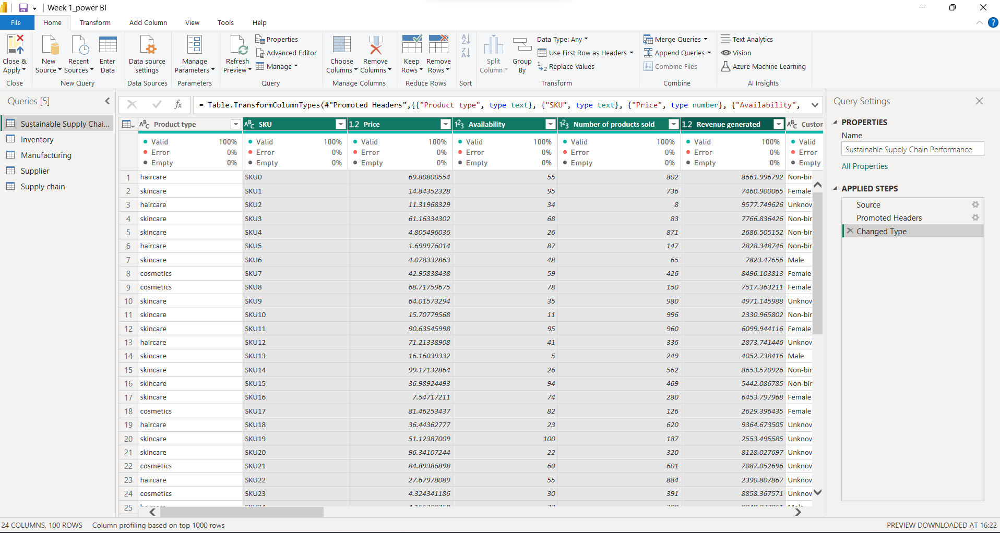 Week 1_power BI
File Home Transform Add Column View Tools Help
Close & Apply
New Source
Recent Sources
Enter Data
Data source settings
Manage Parameters
Refresh Preview
Properties
Advanced Editor
Manage
Choose Columns
Remove Columns
Keep Rows
Remove Rows
Split Column
Group By
Data Type: Any
Use First Row as Headers
Replace Values
Merge Queries
Append Queries
Combine Files
Text Analytics
Vision
Azure Machine Learning
Close New Query Data Sources Parameters Query Manage Columns Reduce Rows Sort Transform Combine AI Insights
Queries [5]
Sustainable Supply Chai...
Inventory
Manufacturing
Supplier
Supply chain
fx = Table.TransformColumnTypes(#"Promoted Headers",{{"Product type", type text}, {"SKU", type text}, {"Price", type number}, {"Availability",
ABC Product type ABC SKU 1.2 Price 123 Availability 123 Number of products sold 1.2 Revenue generated ABC Custon
Valid 100% Valid 100% Valid 100% Valid 100% Valid 100% Valid 100% Valid
Error 0% Error 0% Error 0% Error 0% Error 0% Error 0% Error
Empty 0% Empty 0% Empty 0% Empty 0% Empty 0% Empty 0% Empty
1 haircare SKU0 69.80800554 55 802 8661.996792 Non-bir
2 skincare SKU1 14.84352328 95 736 7460.900065 Female
3 haircare SKU2 11.31968329 34 8 9577.749626 Unknow
4 skincare SKU3 61.16334302 68 83 7766.836426 Non-bir
5 skincare SKU4 4.805496036 26 871 2686.505152 Non-bir
6 haircare SKU5 1.699976014 87 147 2828.348746 Non-bir
7 skincare SKU6 4.078332863 48 65 7823.47656 Male
8 cosmetics SKU7 42.95838438 59 426 8496.103813 Female
9 cosmetics SKU8 68.71759675 78 150 7517.363211 Female
10 skincare SKU9 64.01573294 35 980 4971.145988 Unknow
11 skincare SKU10 15.70779568 11 996 2330.965802 Non-bir
12 skincare SKU11 90.63545998 95 960 6099.944116 Female
13 haircare SKU12 71.21338908 41 336 2873.741446 Unknow
14 skincare SKU13 16.16039332 5 249 4052.738416 Male
15 skincare SKU14 99.17132864 26 562 8653.570926 Non-bir
16 skincare SKU15 36.98924493 94 469 5442.086785 Non-bir
17 skincare SKU16 7.54717211 74 280 6453.797968 Female
18 cosmetics SKU17 81.46253437 82 126 2629.396435 Female
19 haircare SKU18 36.44362777 23 620 9364.673505 Unknow
20 skincare SKU19 51.12387009 100 187 2553.495585 Unknow
21 skincare SKU20 96.34107244 22 320 8128.027697 Unknow
22 cosmetics SKU21 84.89386898 60 601 7087.052696 Unknow
23 haircare SKU22 27.67978089 55 884 2390.807867 Unknow
24 cosmetics SKU23 4.324341186 30 391 8858.367571 Unknow
25
Query Settings
PROPERTIES
Name
Sustainable Supply Chain Performance
All Properties
APPLIED STEPS
Source
Promoted Headers
Changed Type
24 COLUMNS, 100 ROWS Column profiling based on top 1000 rows PREVIEW DOWNLOADED AT 16:22